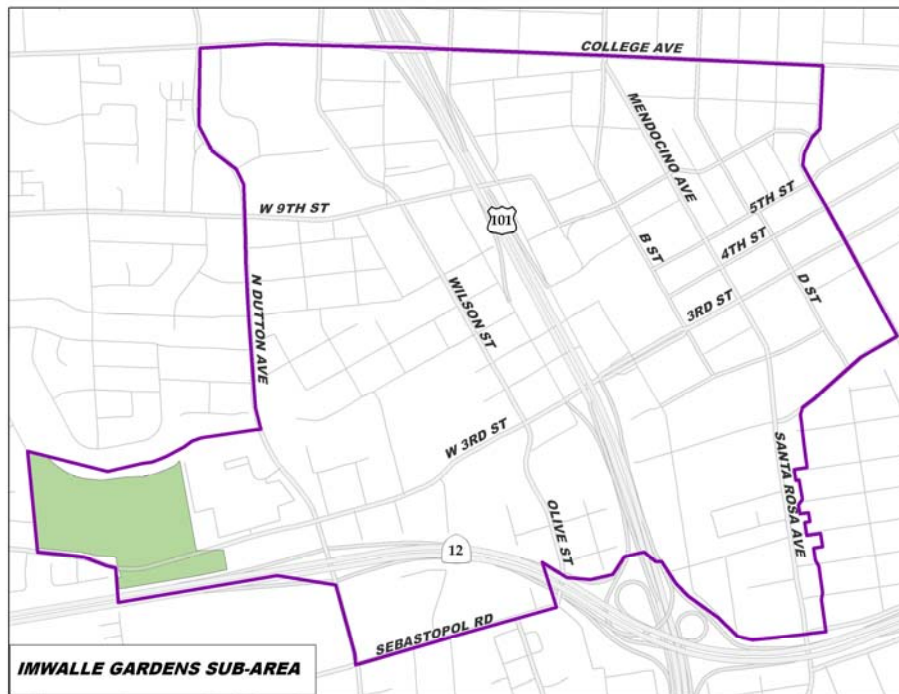 COLLEGE AVE
MENDOCINO AVE
5TH ST
W 9TH ST
101
4TH ST
B ST
D ST
3RD ST
N DUTTON AVE
WILSON ST
W 3RD ST
SANTA ROSA AVE
OLIVE ST
12
SEBASTOPOL RD
IMWALLE GARDENS SUB-AREA